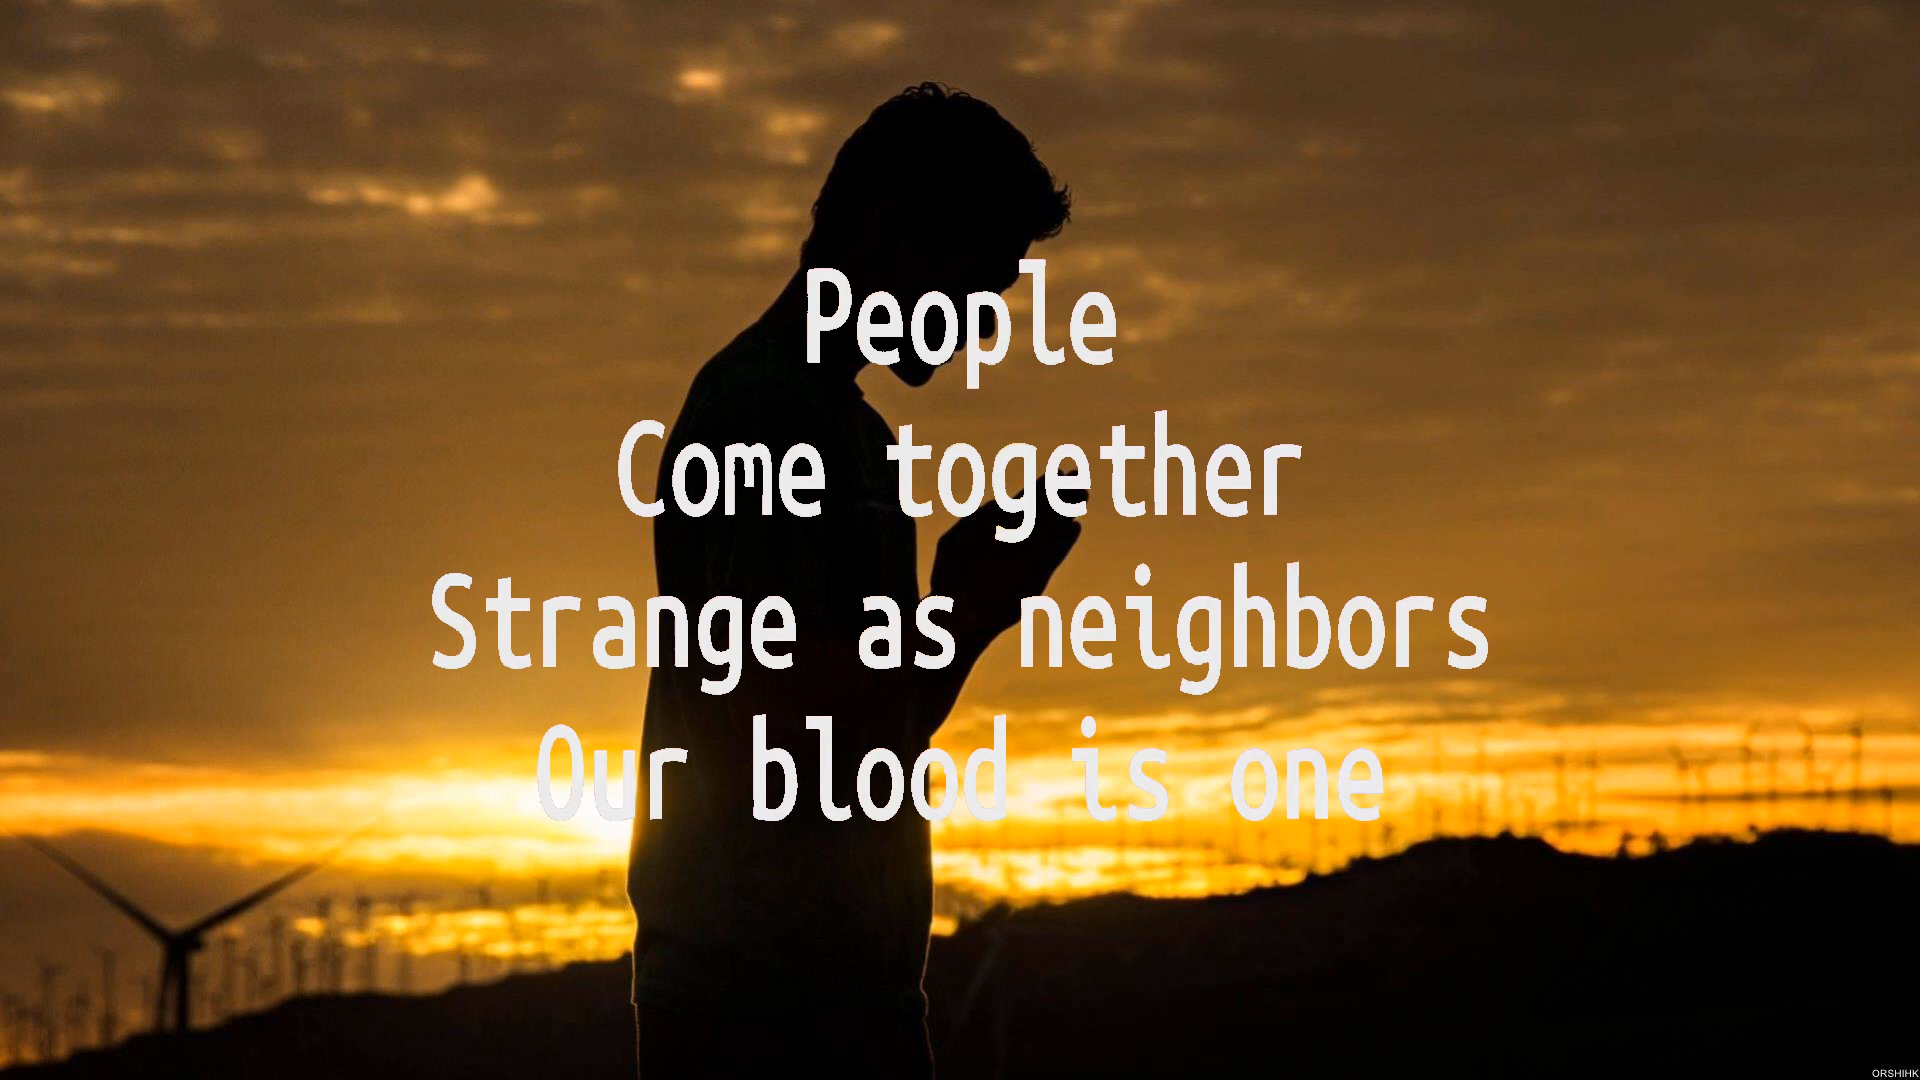 People
Come together
Strange as neighbors
Our blood is one
ORSHIHK